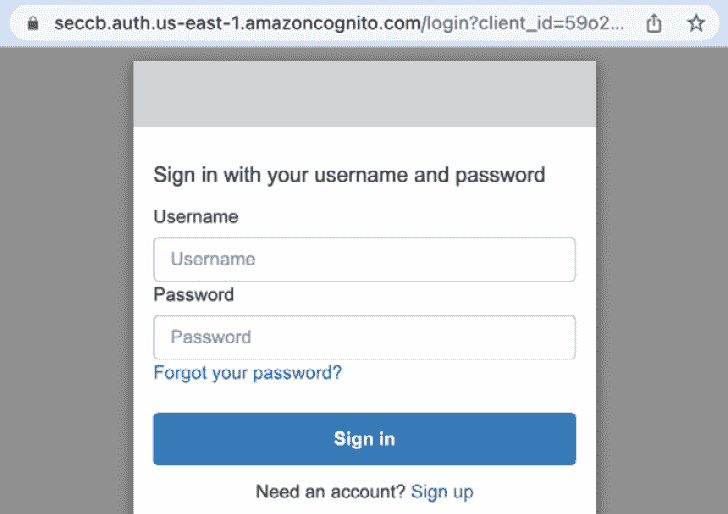 seccb.auth.us-east-1.amazoncognito.com/login?client_id=59o2...
Sign in with your username and password
Username
Username
Password
Password
Forgot your password?
Sign in
Need an account? Sign up